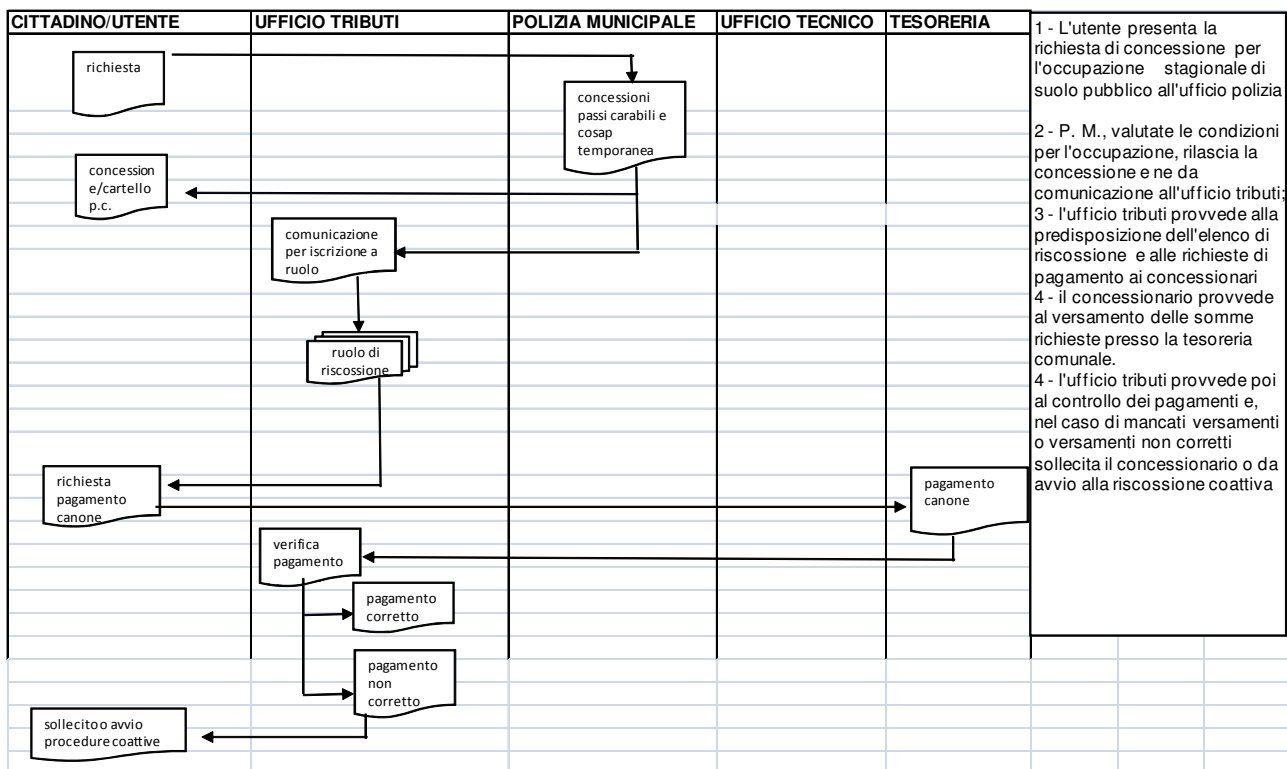 CITTADINO/UTENTE
UFFICIO TRIBUTI
POLIZIA MUNICIPALE
UFFICIO TECNICO
TESORERIA
richiesta
concessioni
passi carabili e
cosap
temporanea
concession
e/cartello
p.c.
comunicazione
per iscrizione a
ruolo
ruolo di
riscossione
richiesta
pagamento
canone
pagamento
canone
verifica
pagamento
pagamento
corretto
pagamento
non
corretto
sollecito o avvio
procedure coattive
1 - L'utente presenta la
richiesta di concessione per
l'occupazione stagionale di
suolo pubblico all'ufficio polizia
2 - P. M., valutate le condizioni
per l'occupazione, rilascia la
concessione e ne da
comunicazione all'ufficio tributi;
3 - l'ufficio tributi provvede alla
predisposizione dell'elenco di
riscossione e alle richieste di
pagamento ai concessionari
4 - il concessionario provvede
al versamento delle somme
richieste presso la tesoreria
comunale.
4 - l'ufficio tributi provvede poi
al controllo dei pagamenti e,
nel caso di mancati versamenti
o versamenti non corretti
sollecita il concessionario o da
avvio alla riscossione coattiva